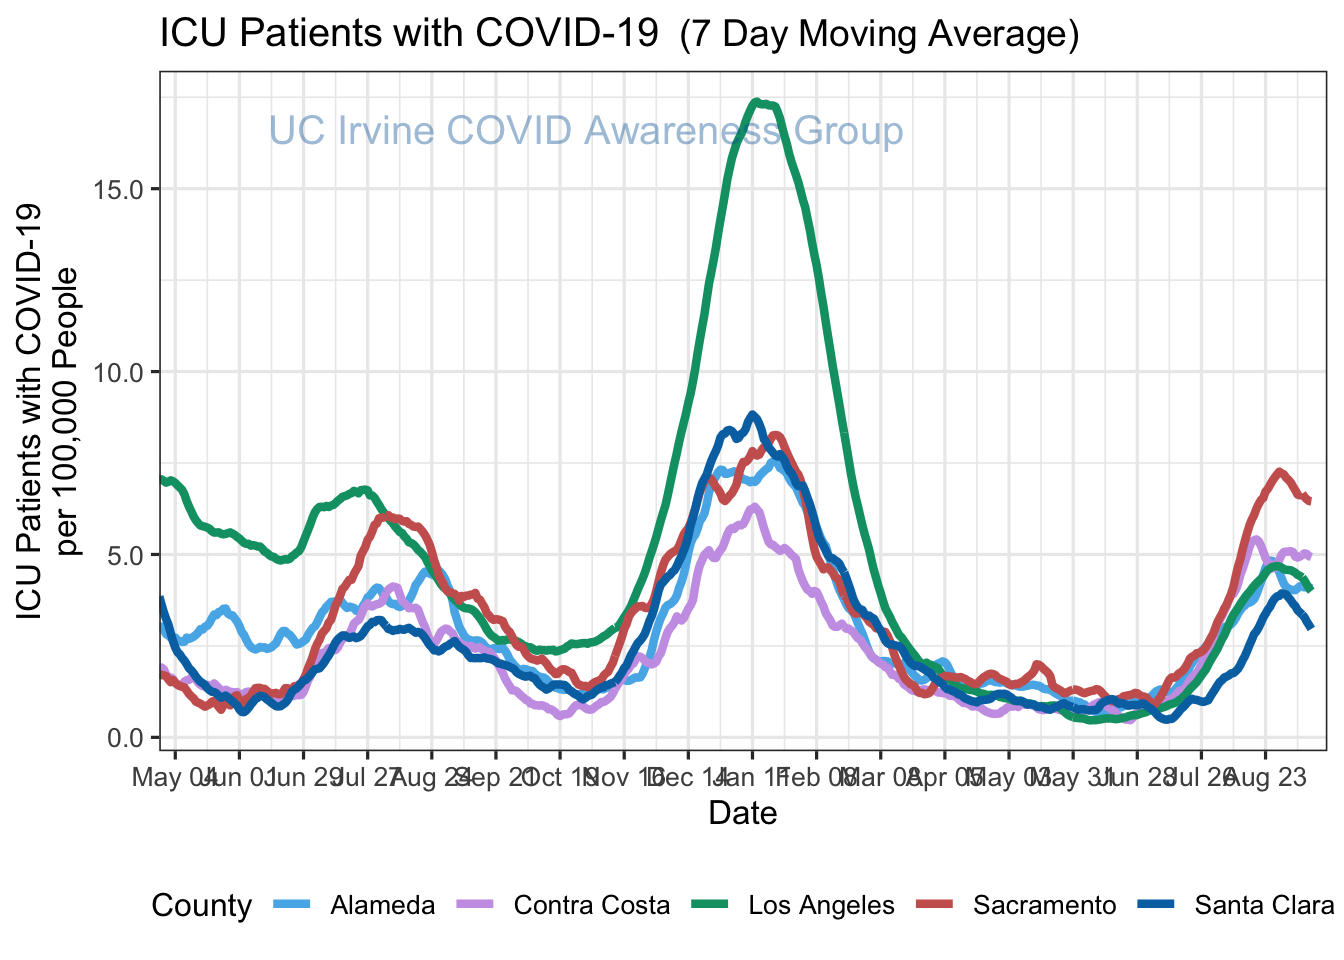 ICU Patients with COVID-19 (7 Day Moving Average)
UC Irvine COVID Awareness Group
ICU Patients with COVID-19
per 100,000 People
15.0
10.0
5.0
0.0
May 04 Jun 01 Jun 29 Jul 27 Aug 24 Sep 21 Oct 19 Nov 16 Dec 14 Jan 11 Feb 08 Mar 08 Apr 05 May 03 May 31 Jun 28 Jul 26 Aug 23
Date
County Alameda Contra Costa Los Angeles Sacramento Santa Clara